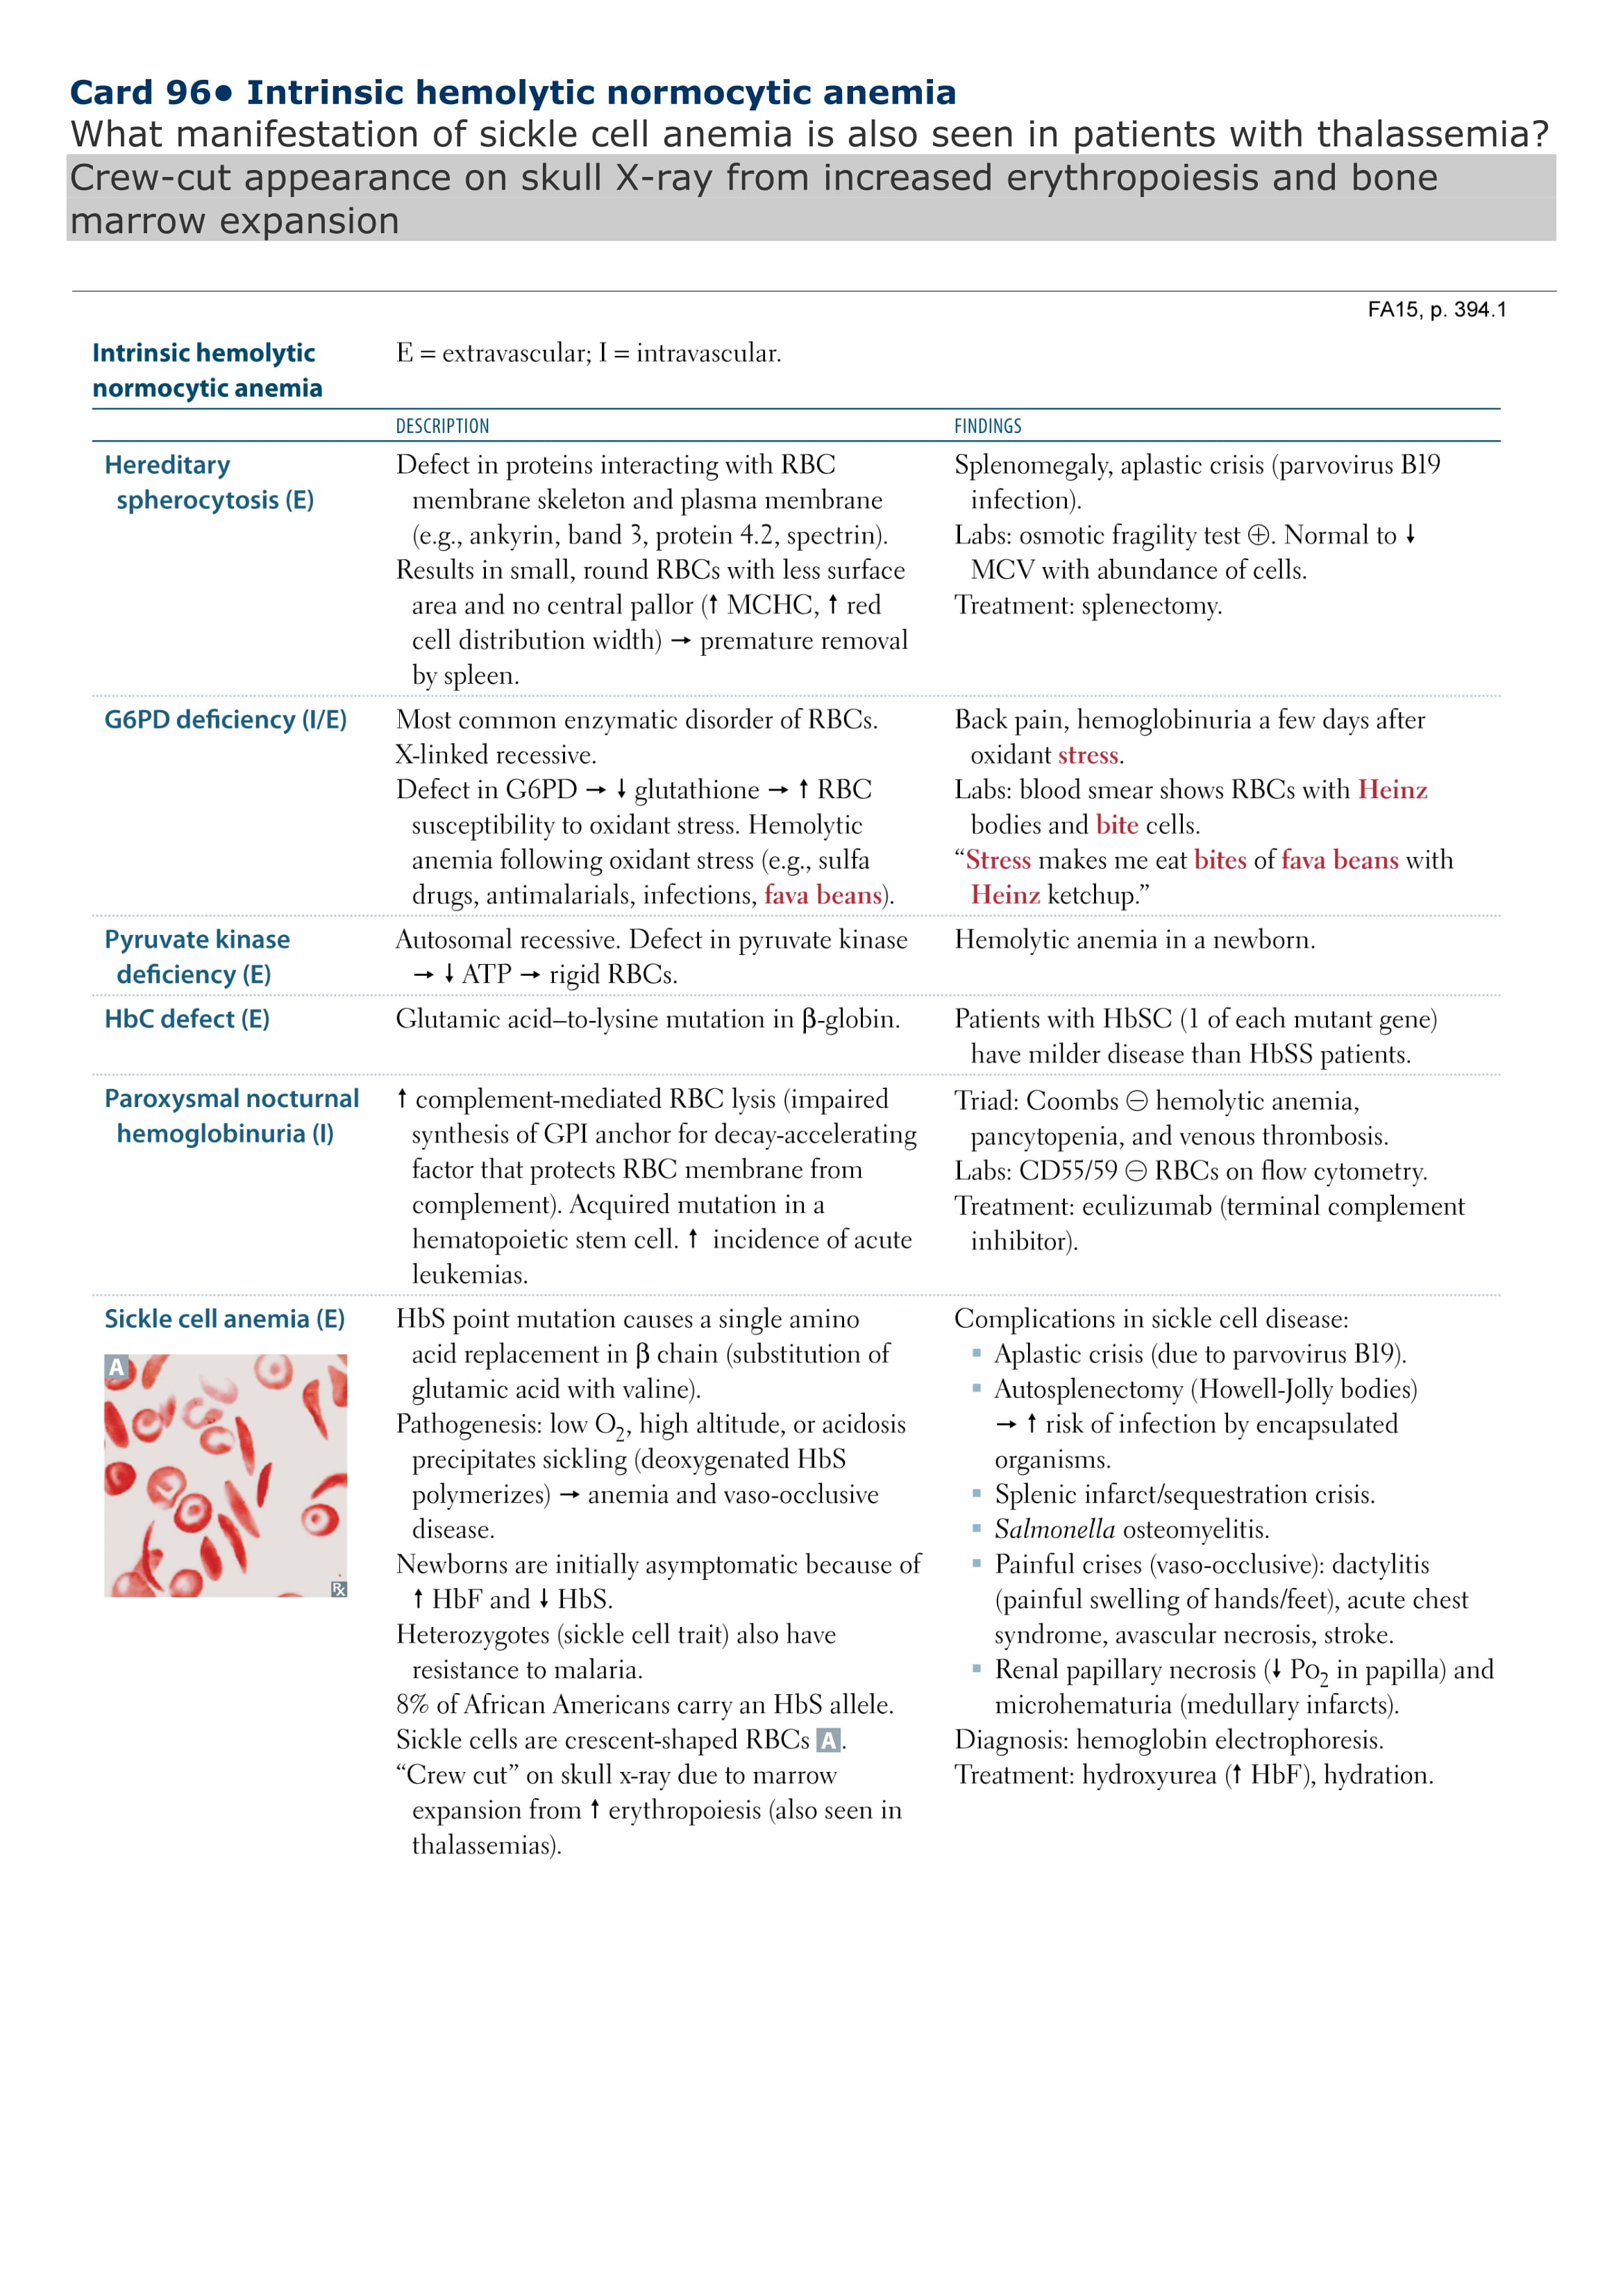 Card 96● Intrinsic hemolytic normocytic anemia
What manifestation of sickle cell anemia is also seen in patients with thalassemia?
Crew-cut appearance on skull X-ray from increased erythropoiesis and bone
marrow expansion
FA15, p. 394.1
Intrinsic hemolytic
normocytic anemia
E = extravascular; I = intravascular.
DESCRIPTION
FINDINGS
Hereditary
spherocytosis (E)
Defect in proteins interacting with RBC
membrane skeleton and plasma membrane
(e.g., ankyrin, band 3, protein 4.2, spectrin).
Results in small, round RBCs with less surface
area and no central pallor (↑ MCHC, ↑ red
cell distribution width) → premature removal
by spleen.
Splenomegaly, aplastic crisis (parvovirus B19
infection).
Labs: osmotic fragility test ⊕. Normal to ↓
MCV with abundance of cells.
Treatment: splenectomy.
G6PD deficiency (I/E)
Most common enzymatic disorder of RBCs.
X-linked recessive.
Defect in G6PD → ↓ glutathione → ↑ RBC
susceptibility to oxidant stress. Hemolytic
anemia following oxidant stress (e.g., sulfa
drugs, antimalarials, infections, fava beans).
Back pain, hemoglobinuria a few days after
oxidant stress.
Labs: blood smear shows RBCs with Heinz
bodies and bite cells.
“Stress makes me eat bites of fava beans with
Heinz ketchup.”
Pyruvate kinase
deficiency (E)
Autosomal recessive. Defect in pyruvate kinase
→ ↓ ATP → rigid RBCs.
Hemolytic anemia in a newborn.
HbC defect (E)
Glutamic acid–to-lysine mutation in β-globin.
Patients with HbSC (1 of each mutant gene)
have milder disease than HbSS patients.
Paroxysmal nocturnal
hemoglobinuria (I)
↑ complement-mediated RBC lysis (impaired
synthesis of GPI anchor for decay-accelerating
factor that protects RBC membrane from
complement). Acquired mutation in a
hematopoietic stem cell. ↑ incidence of acute
leukemias.
Triad: Coombs ⊖ hemolytic anemia,
pancytopenia, and venous thrombosis.
Labs: CD55/59 ⊖ RBCs on flow cytometry.
Treatment: eculizumab (terminal complement
inhibitor).
Sickle cell anemia (E)
A
℞
HbS point mutation causes a single amino
acid replacement in β chain (substitution of
glutamic acid with valine).
Pathogenesis: low O₂, high altitude, or acidosis
precipitates sickling (deoxygenated HbS
polymerizes) → anemia and vaso-occlusive
disease.
Newborns are initially asymptomatic because of
↑ HbF and ↓ HbS.
Heterozygotes (sickle cell trait) also have
resistance to malaria.
8% of African Americans carry an HbS allele.
Sickle cells are crescent-shaped RBCs A.
“Crew cut” on skull x-ray due to marrow
expansion from ↑ erythropoiesis (also seen in
thalassemias).
Complications in sickle cell disease:
▪ Aplastic crisis (due to parvovirus B19).
▪ Autosplenectomy (Howell-Jolly bodies)
→ ↑ risk of infection by encapsulated
organisms.
▪ Splenic infarct/sequestration crisis.
▪ Salmonella osteomyelitis.
▪ Painful crises (vaso-occlusive): dactylitis
(painful swelling of hands/feet), acute chest
syndrome, avascular necrosis, stroke.
▪ Renal papillary necrosis (↓ Po₂ in papilla) and
microhematuria (medullary infarcts).
Diagnosis: hemoglobin electrophoresis.
Treatment: hydroxyurea (↑ HbF), hydration.